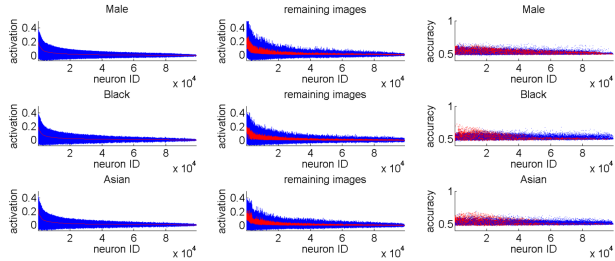 Male remaining images Male
activation 0.4 0.2 0 activation 0.4 0.2 0 accuracy 1 0.5
2 4 6 8 2 4 6 8 2 4 6 8
neuron ID x 10^4 neuron ID x 10^4 neuron ID x 10^4
Black remaining images Black
activation 0.4 0.2 0 activation 0.4 0.2 0 accuracy 1 0.5
2 4 6 8 2 4 6 8 2 4 6 8
neuron ID x 10^4 neuron ID x 10^4 neuron ID x 10^4
Asian remaining images Asian
activation 0.4 0.2 0 activation 0.4 0.2 0 accuracy 1 0.5
2 4 6 8 2 4 6 8 2 4 6 8
neuron ID x 10^4 neuron ID x 10^4 neuron ID x 10^4